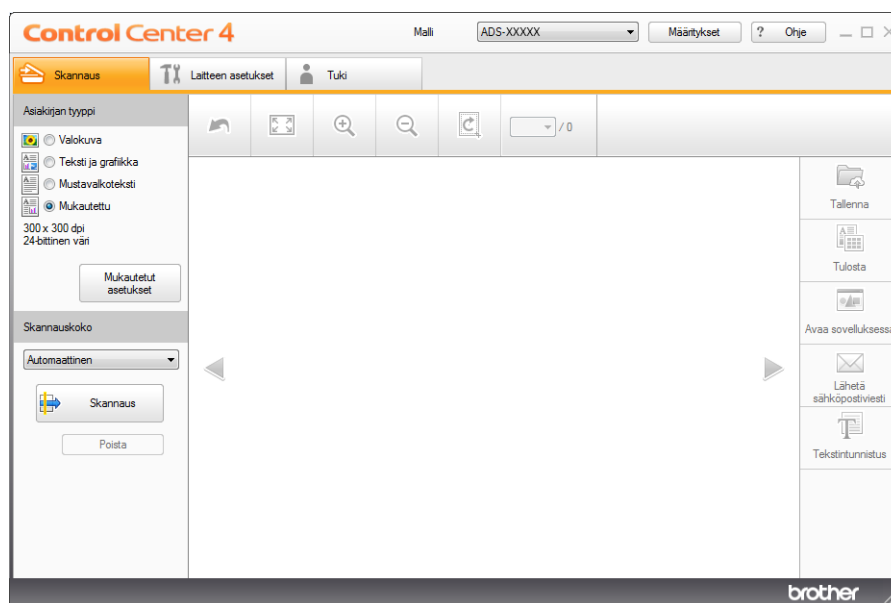 Control Center 4
Malli
ADS-XXXXX
Määritykset
? Ohje
Skannaus
Laitteen asetukset
Tuki
Asiakirjan tyyppi
Valokuva
Teksti ja grafiikka
Mustavalkoteksti
Mukautettu
300 x 300 dpi
24-bittinen väri
Mukautetut
asetukset
Skannauskoko
Automaattinen
Skannaus
Poista
/ 0
Tallenna
Tulosta
Avaa sovelluksessa
Lähetä
sähköpostiviesti
Tekstintunnistus
brother